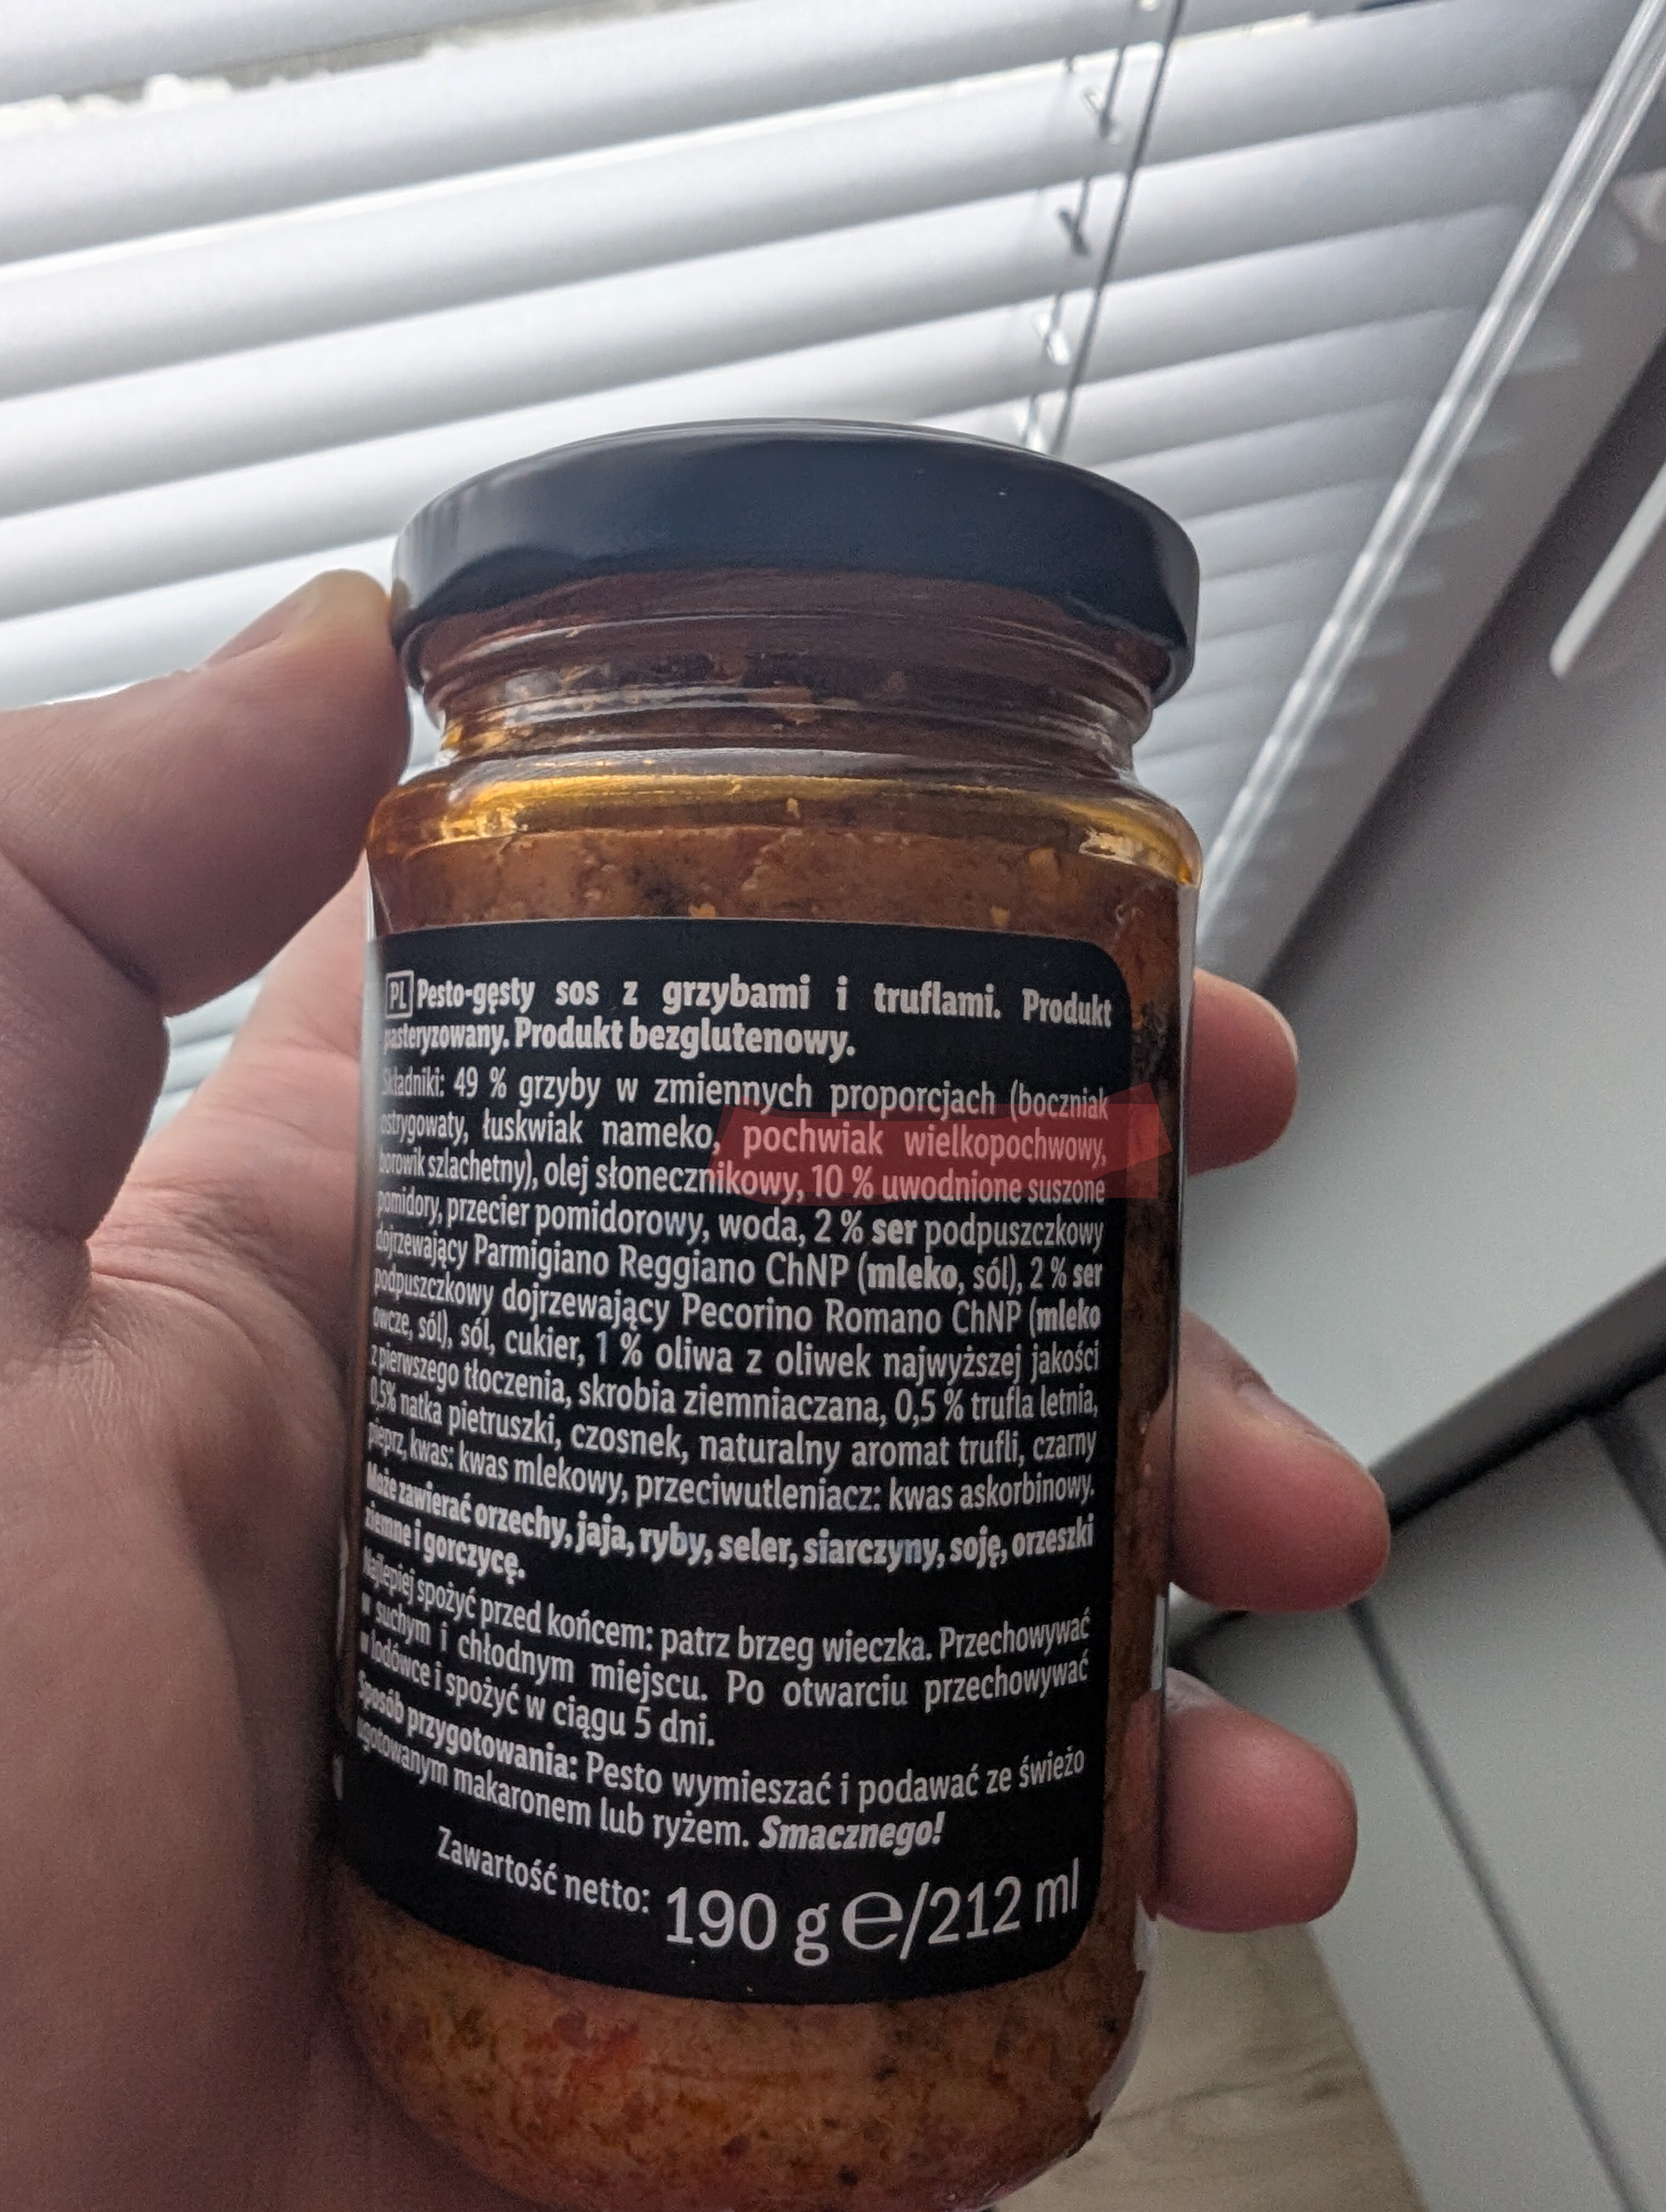 PL Pesto-gęsty sos z grzybami i truflami. Produkt
pasteryzowany. Produkt bezglutenowy.
Składniki: 49 % grzyby w zmiennych proporcjach (boczniak
ostrygowaty, łuskwiak nameko, pochwiak wielkopochwowy,
borowik szlachetny), olej słonecznikowy, 10 % uwodnione suszone
pomidory, przecier pomidorowy, woda, 2 % ser podpuszczkowy
dojrzewający Parmigiano Reggiano ChNP (mleko, sól), 2 % ser
podpuszczkowy dojrzewający Pecorino Romano ChNP (mleko
owcze, sól), sól, cukier, 1 % oliwa z oliwek najwyższej jakości
z pierwszego tłoczenia, skrobia ziemniaczana, 0,5 % trufla letnia,
0,5% natka pietruszki, czosnek, naturalny aromat trufli, czarny
pieprz, kwas: kwas mlekowy, przeciwutleniacz: kwas askorbinowy.
Może zawierać orzechy, jaja, ryby, seler, siarczyny, soję, orzeszki
ziemne i gorczycę.
Najlepiej spożyć przed końcem: patrz brzeg wieczka. Przechowywać
w suchym i chłodnym miejscu. Po otwarciu przechowywać
w lodówce i spożyć w ciągu 5 dni.
Sposób przygotowania: Pesto wymieszać i podawać ze świeżo
ugotowanym makaronem lub ryżem. Smacznego!
Zawartość netto: 190 g e/212 ml